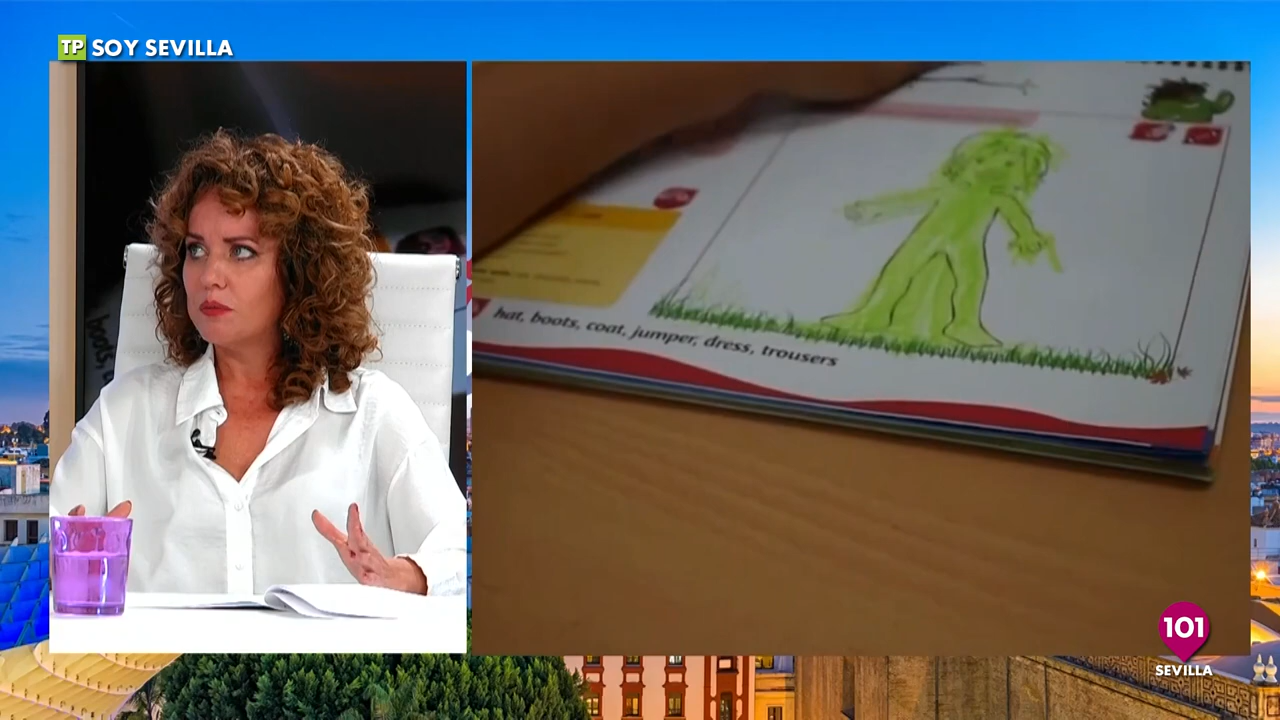 TP SOY SEVILLA
hat, boots, coat, jumper, dress, trousers
101
SEVILLA